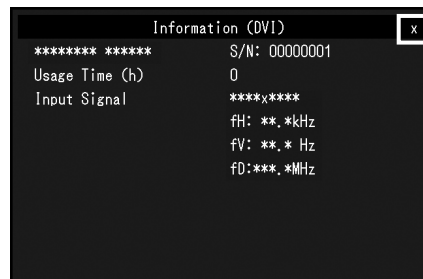 Information (DVI) x
******** ****** S/N: 00000001
Usage Time (h) 0
Input Signal ****x****
fH: **.*kHz
fV: **.* Hz
fD:***.*MHz